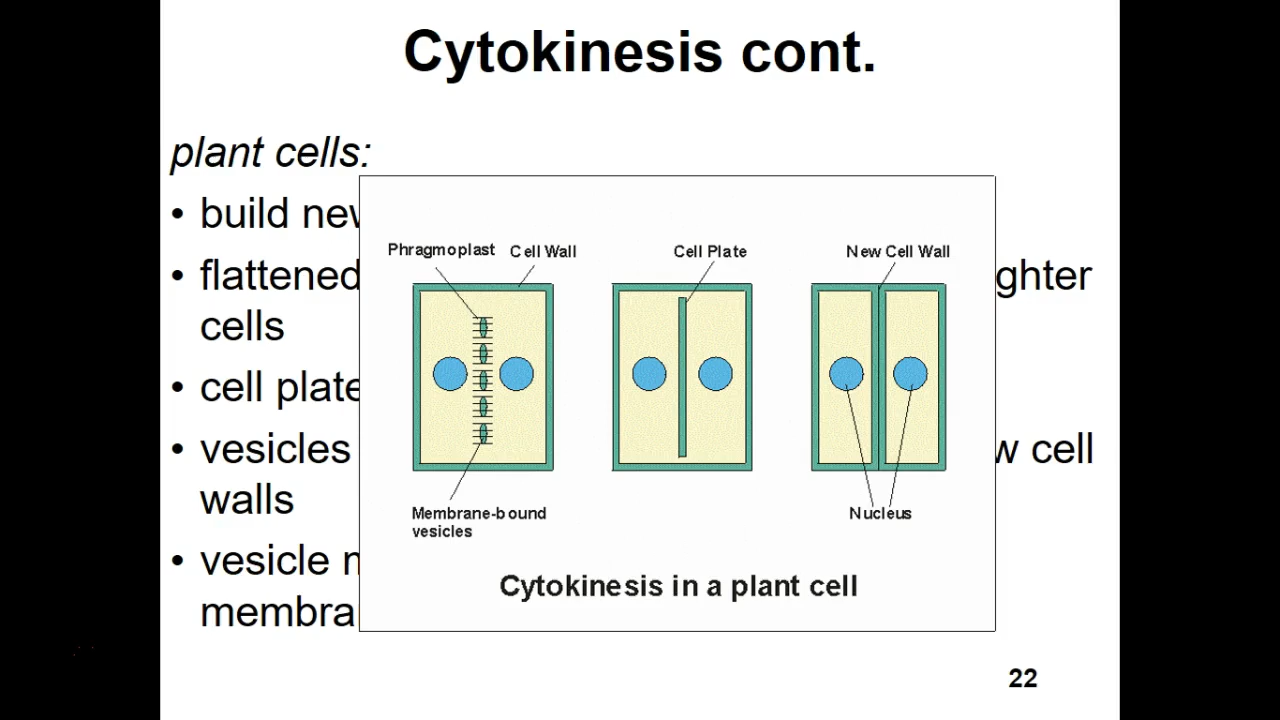 Cytokinesis cont.
plant cells:
• build new
• flattened
ghter
cells
• cell plate
• vesicles
w cell
walls
• vesicle
membra
Phragmoplast
Cell Wall
Cell Plate
New Cell Wall
Membrane-bound
vesicles
Nucleus
Cytokinesis in a plant cell
22